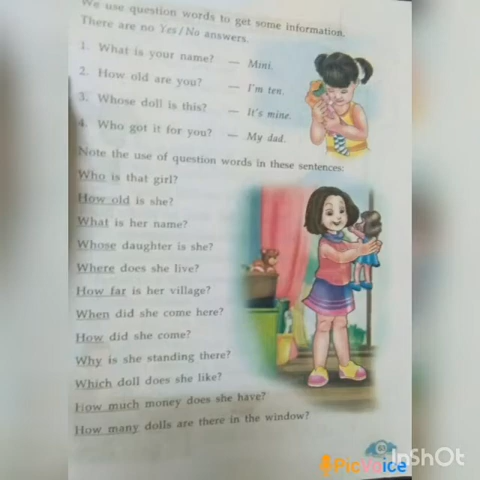 We use question words to get some information.
There are no Yes/No answers.
1. What is your name? — Mini.
2. How old are you? — I'm ten.
3. Whose doll is this? — It's mine.
4. Who got it for you? — My dad.
Note the use of question words in these sentences:
Who is that girl?
How old is she?
What is her name?
Whose daughter is she?
Where does she live?
How far is her village?
When did she come here?
How did she come?
Why is she standing there?
Which doll does she like?
How much money does she have?
How many dolls are there in the window?
InShOt
PicVoice